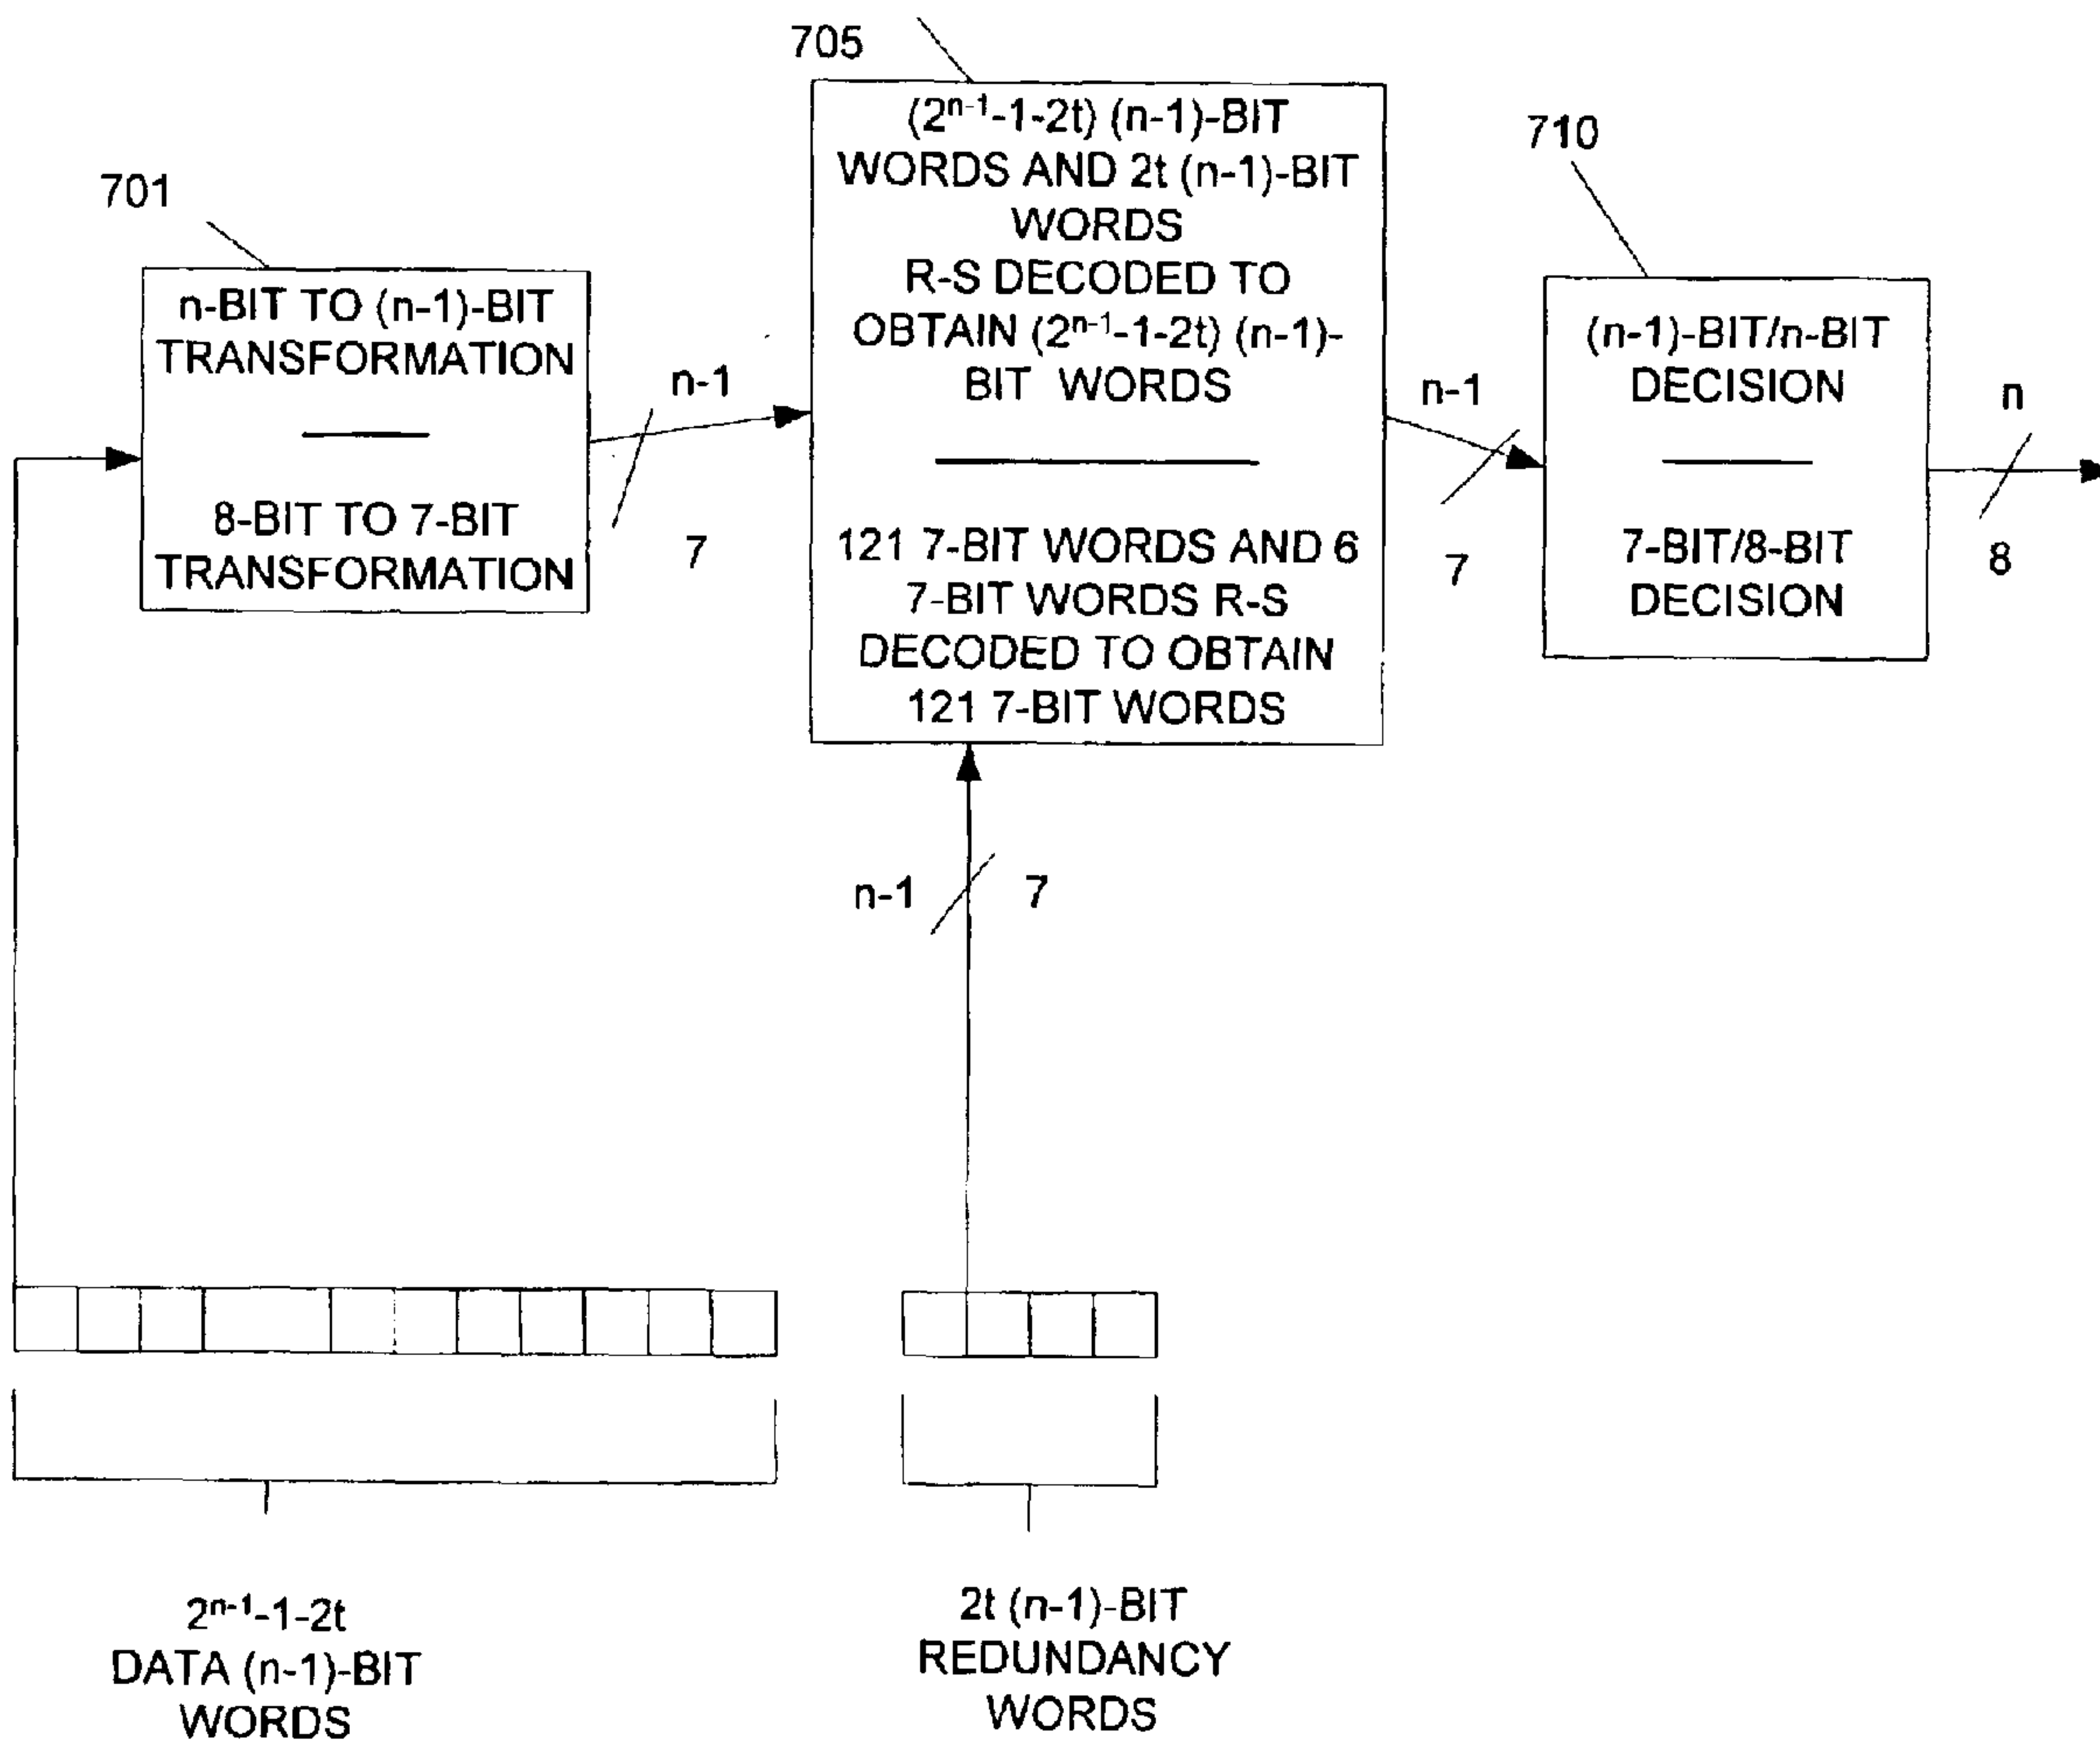 705
710
701
(2ⁿ⁻¹-1-2t) (n-1)-BIT
WORDS AND 2t (n-1)-BIT
WORDS
R-S DECODED TO
OBTAIN (2ⁿ⁻¹-1-2t) (n-1)-
BIT WORDS
121 7-BIT WORDS AND 6
7-BIT WORDS R-S
DECODED TO OBTAIN
121 7-BIT WORDS
n-BIT TO (n-1)-BIT
TRANSFORMATION
8-BIT TO 7-BIT
TRANSFORMATION
n-1
7
(n-1)-BIT/n-BIT
DECISION
7-BIT/8-BIT
DECISION
n-1
7
n
8
n-1
7
2ⁿ⁻¹-1-2t
DATA (n-1)-BIT
WORDS
2t (n-1)-BIT
REDUNDANCY
WORDS